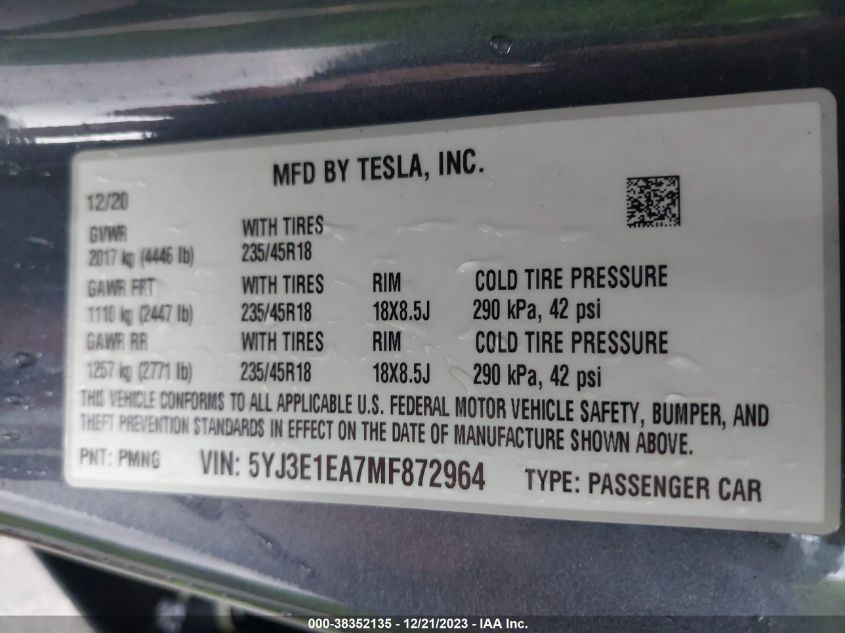 MFD BY TESLA, INC.
12/20
GVWR WITH TIRES
2017 kg (4446 lb) 235/45R18
GAWR FRT WITH TIRES RIM COLD TIRE PRESSURE
1110 kg (2447 lb) 235/45R18 18X8.5J 290 kPa, 42 psi
GAWR RR WITH TIRES RIM COLD TIRE PRESSURE
1257 kg (2771 lb) 235/45R18 18X8.5J 290 kPa, 42 psi
THIS VEHICLE CONFORMS TO ALL APPLICABLE U.S. FEDERAL MOTOR VEHICLE SAFETY, BUMPER, AND
THEFT PREVENTION STANDARDS IN EFFECT ON THE DATE OF MANUFACTURE SHOWN ABOVE.
PNT: PMNG VIN: 5YJ3E1EA7MF872964 TYPE: PASSENGER CAR
000-38352135 - 12/21/2023 - IAA Inc.